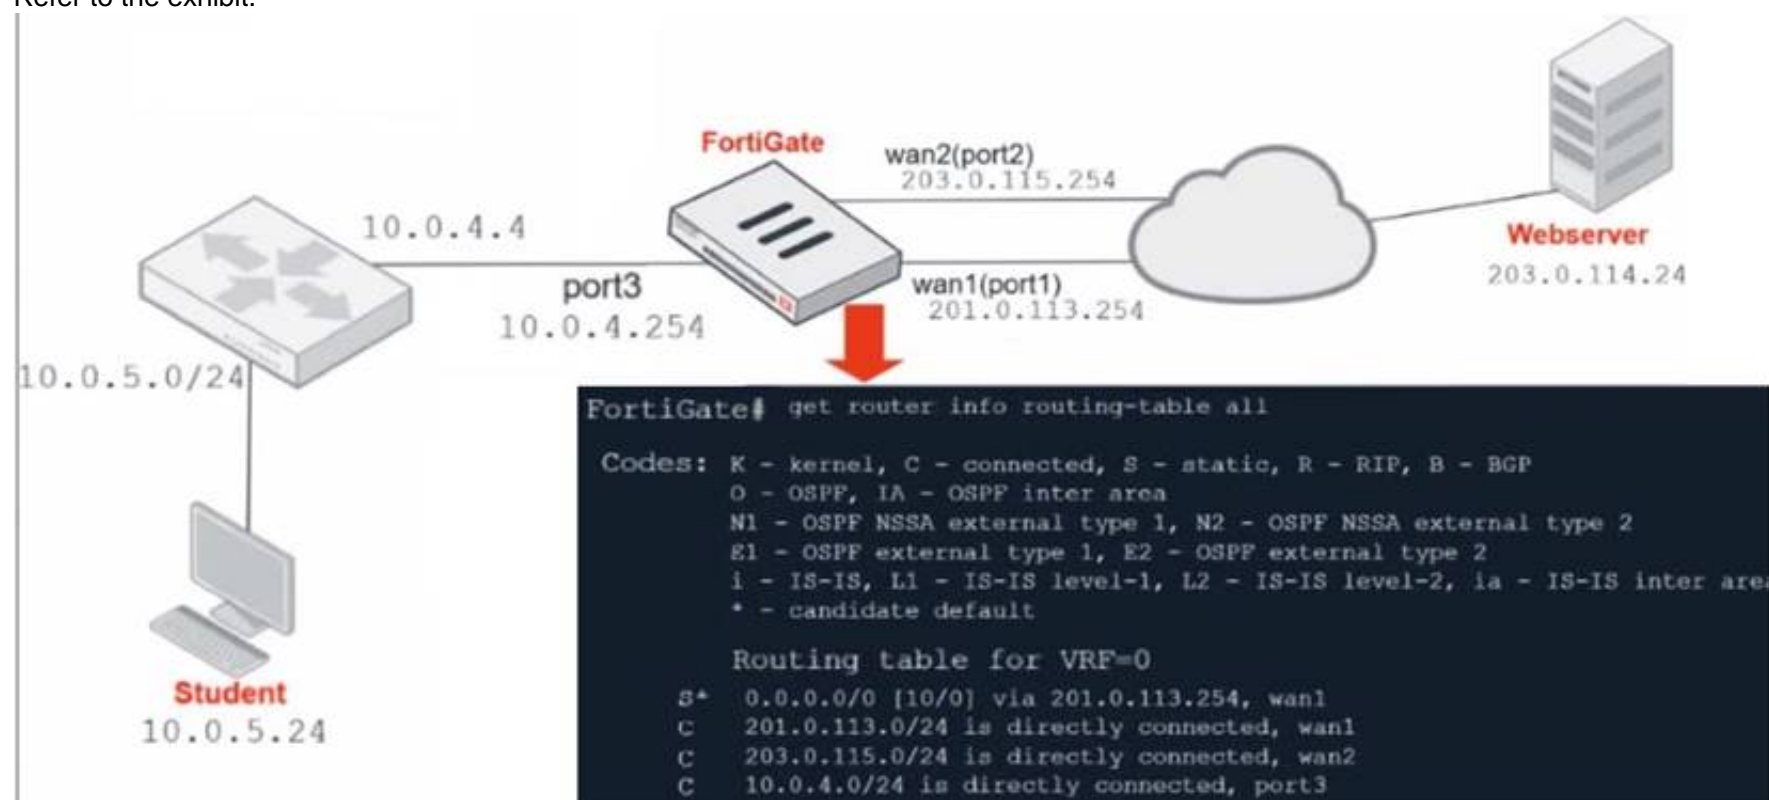 Refer to the exhibit.
FortiGate
wan2(port2)
203.0.115.254
10.0.4.4
Webserver
203.0.114.24
port3
10.0.4.254
wan1(port1)
201.0.113.254
10.0.5.0/24
Student
10.0.5.24
FortiGate# get router info routing-table all
Codes: K - kernel, C - connected, S - static, R - RIP, B - BGP
O - OSPF, IA - OSPF inter area
N1 - OSPF NSSA external type 1, N2 - OSPF NSSA external type 2
E1 - OSPF external type 1, E2 - OSPF external type 2
i - IS-IS, L1 - IS-IS level-1, L2 - IS-IS level-2, ia - IS-IS inter area
* - candidate default
Routing table for VRF=0
S* 0.0.0.0/0 [10/0] via 201.0.113.254, wan1
C 201.0.113.0/24 is directly connected, wan1
C 203.0.115.0/24 is directly connected, wan2
C 10.0.4.0/24 is directly connected, port3